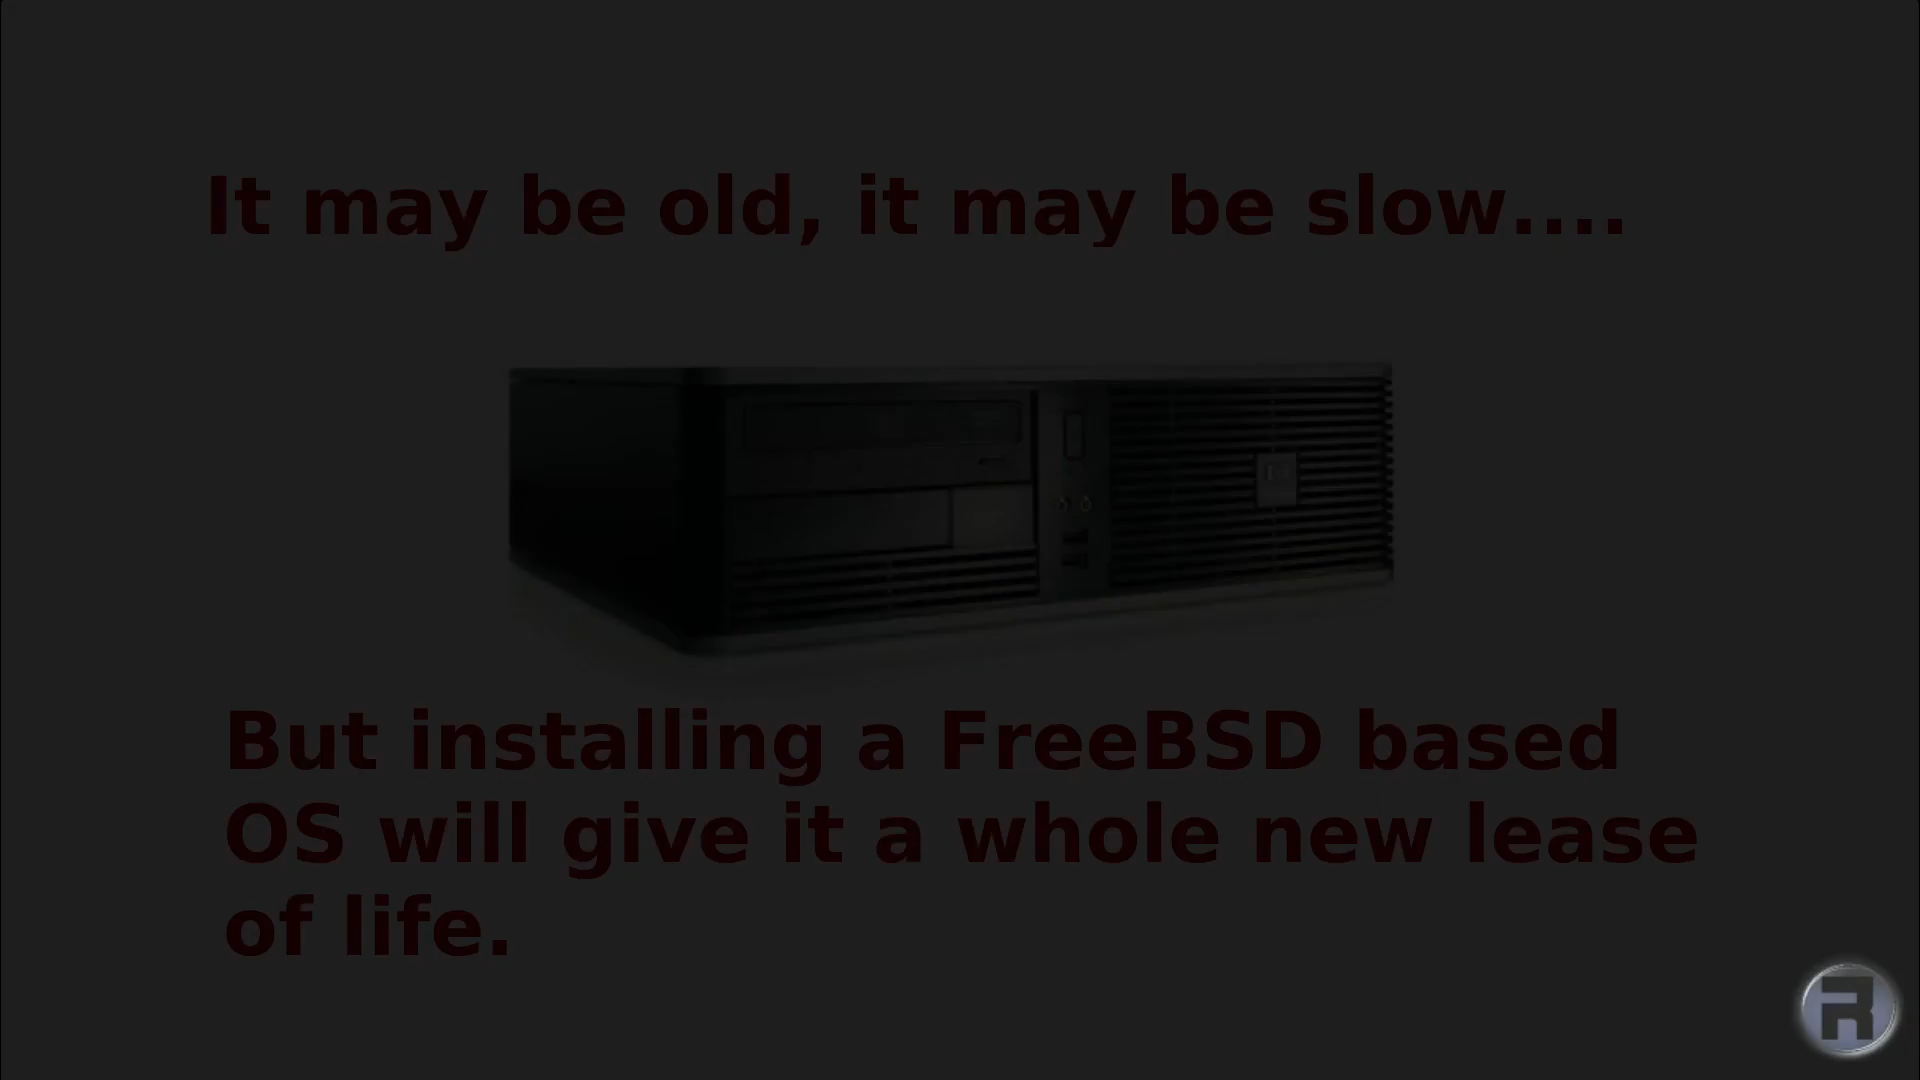 It may be old, it may be slow....
But installing a FreeBSD based
OS will give it a whole new lease
of life.